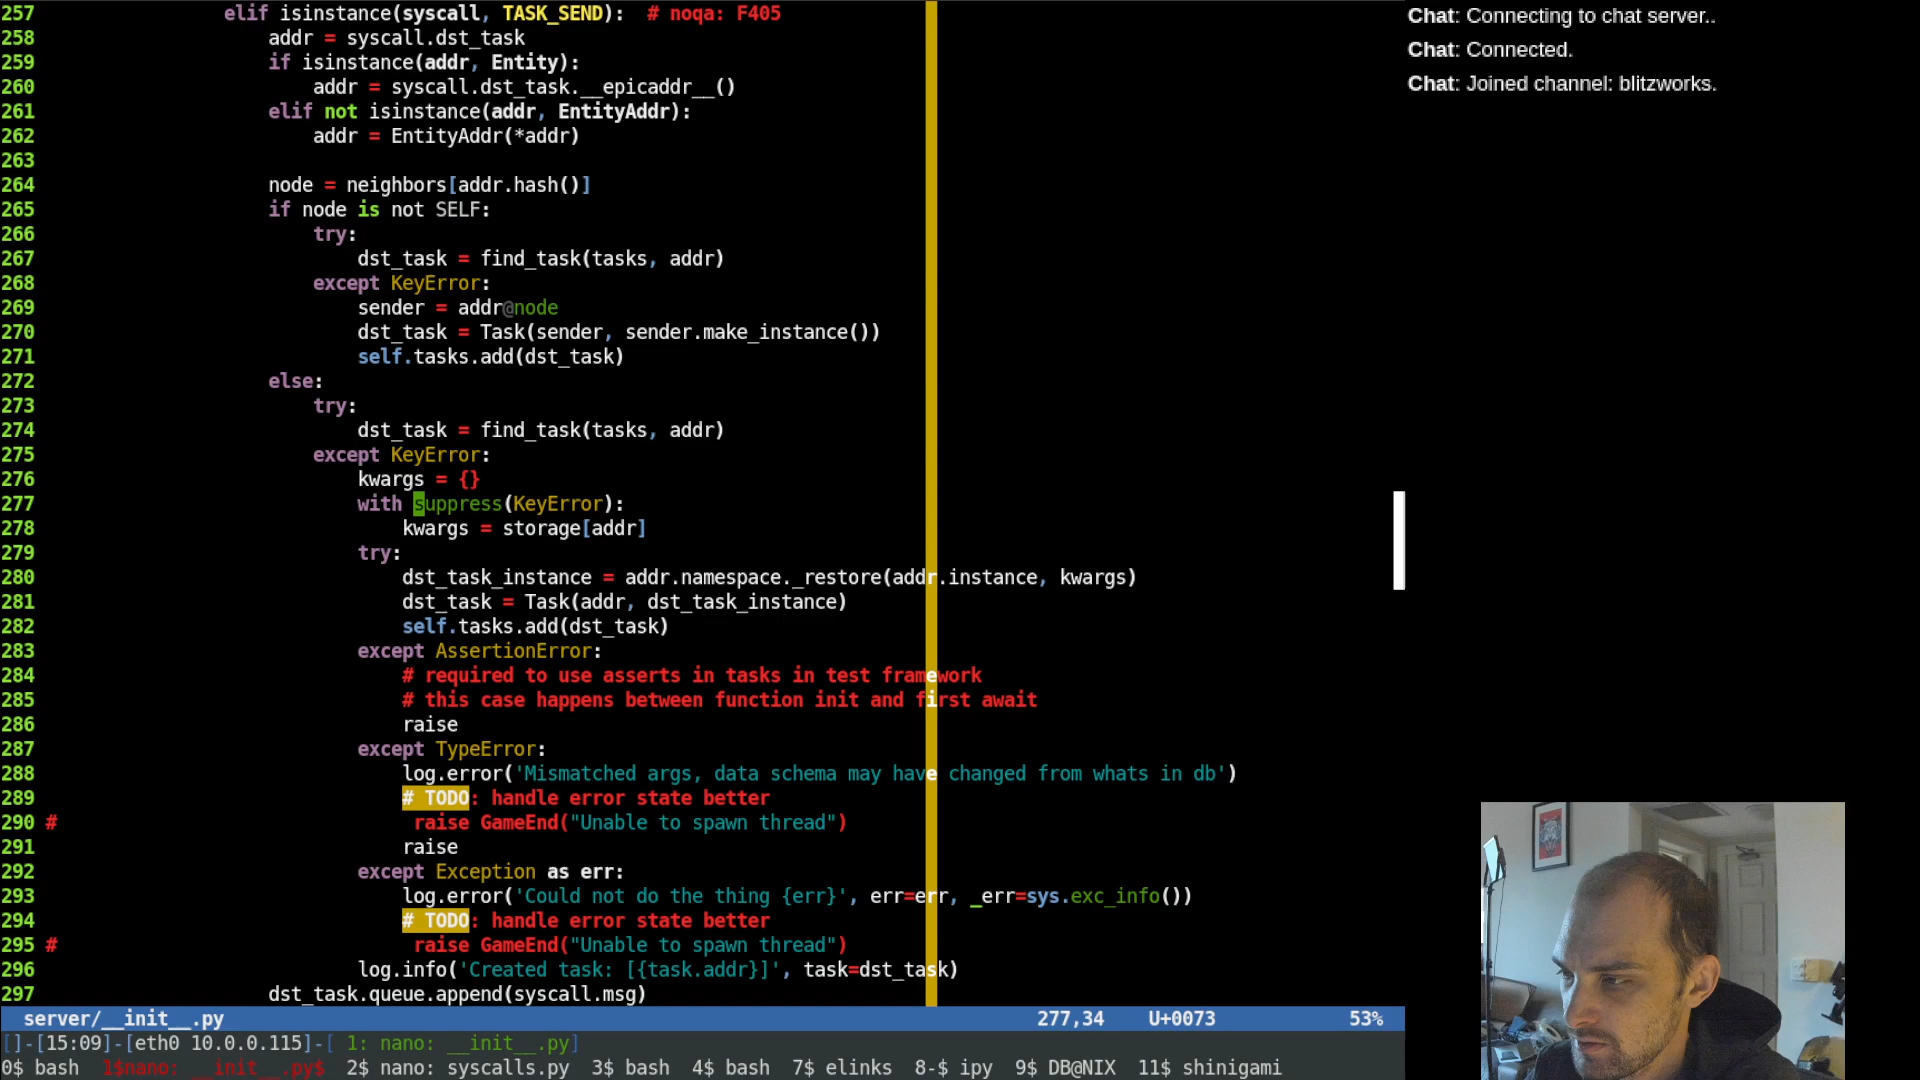 257                 elif isinstance(syscall, TASK_SEND):  # noqa: F405
258                     addr = syscall.dst_task
259                     if isinstance(addr, Entity):
260                         addr = syscall.dst_task.__epicaddr__()
261                     elif not isinstance(addr, EntityAddr):
262                         addr = EntityAddr(*addr)
263
264                     node = neighbors[addr.hash()]
265                     if node is not SELF:
266                         try:
267                             dst_task = find_task(tasks, addr)
268                         except KeyError:
269                             sender = addr@node
270                             dst_task = Task(sender, sender.make_instance())
271                             self.tasks.add(dst_task)
272                     else:
273                         try:
274                             dst_task = find_task(tasks, addr)
275                         except KeyError:
276                             kwargs = {}
277                             with suppress(KeyError):
278                                 kwargs = storage[addr]
279                             try:
280                                 dst_task_instance = addr.namespace._restore(addr.instance, kwargs)
281                                 dst_task = Task(addr, dst_task_instance)
282                                 self.tasks.add(dst_task)
283                             except AssertionError:
284                                 # required to use asserts in tasks in test framework
285                                 # this case happens between function init and first await
286                                 raise
287                             except TypeError:
288                                 log.error('Mismatched args, data schema may have changed from whats in db')
289                                 # TODO: handle error state better
290 #                                raise GameEnd("Unable to spawn thread")
291                                 raise
292                             except Exception as err:
293                                 log.error('Could not do the thing {err}', err=err, _err=sys.exc_info())
294                                 # TODO: handle error state better
295 #                                raise GameEnd("Unable to spawn thread")
296                             log.info('Created task: [{task.addr}]', task=dst_task)
297                     dst_task.queue.append(syscall.msg)
server/__init__.py 277,34 U+0073 53%
[]-[15:09]-[eth0 10.0.0.115]-[ 1: nano: __init__.py]
0$ bash  1$nano: __init__.py$  2$ nano: syscalls.py  3$ bash  4$ bash  7$ elinks  8-$ ipy  9$ DB@NIX  11$ shinigami
Chat: Connecting to chat server..
Chat: Connected.
Chat: Joined channel: blitzworks.